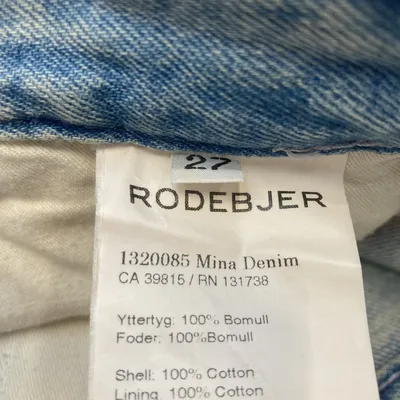 27
RODEBJER
1320085 Mina Denim
CA 39815 / RN 131738
Yttertyg: 100% Bomull
Foder: 100% Bomull
Shell: 100% Cotton
Lining: 100% Cotton